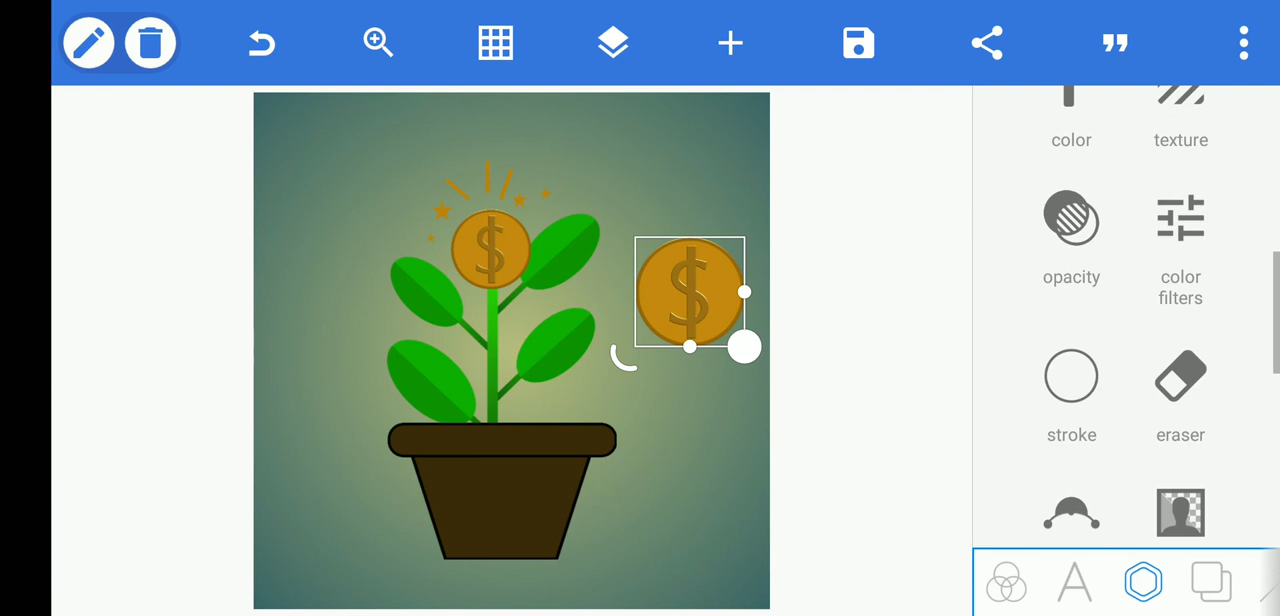 color
texture
$
$
opacity
color
filters
stroke
eraser